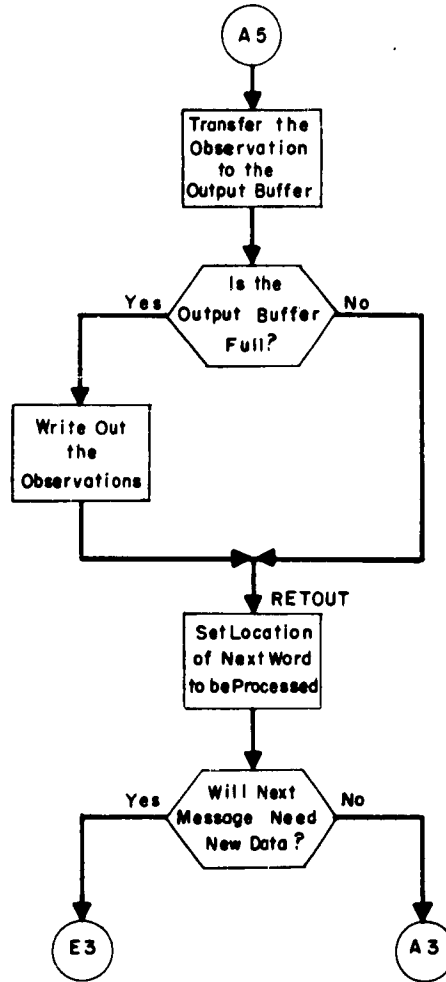 A5
Transfer the
Observation
to the
Output Buffer
Is the
Output Buffer
Full?
Yes
No
Write Out
the
Observations
RETOUT
Set Location
of Next Word
to be Processed
Will Next
Message Need
New Data?
Yes
No
E3
A3